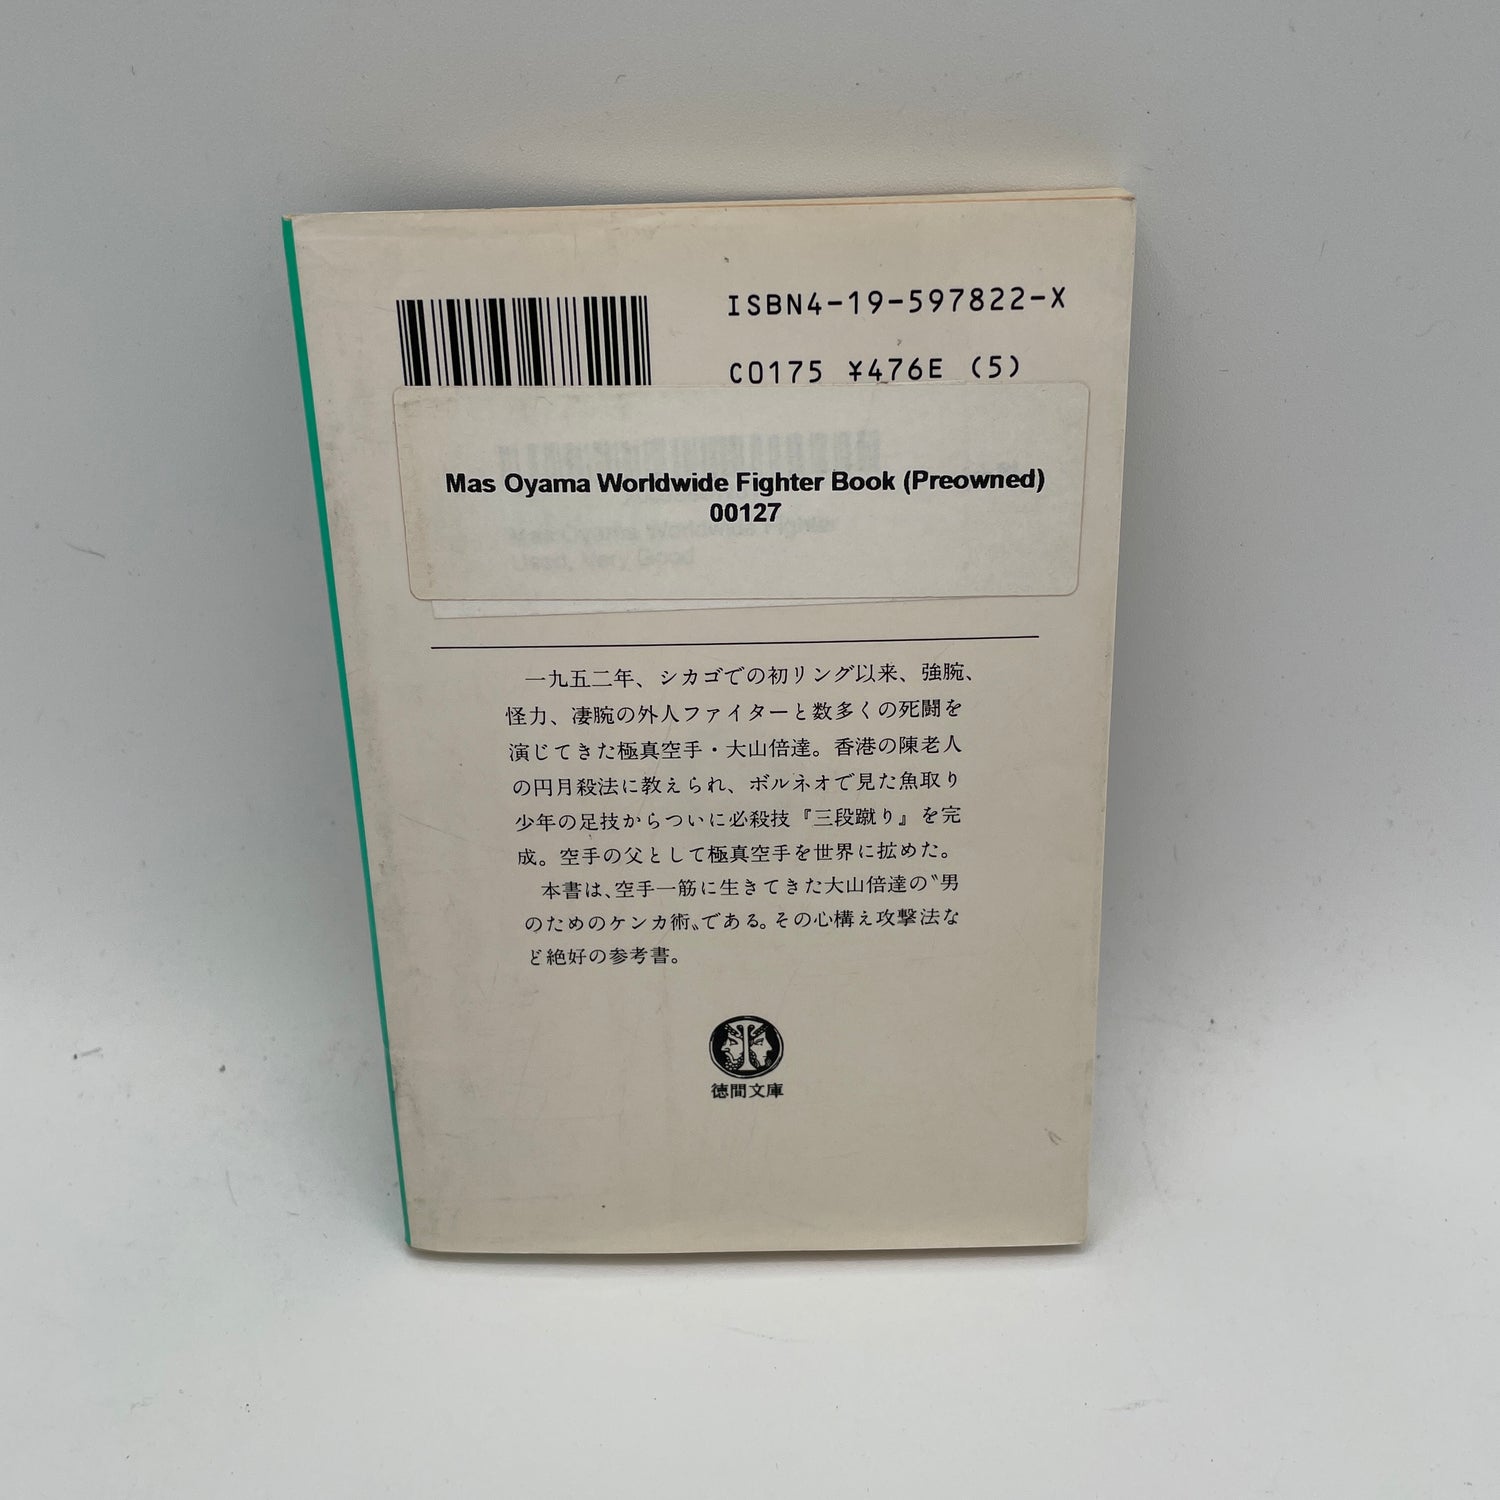 ISBN4-19-597822-X
C0175 ¥476E (5)
Mas Oyama Worldwide Fighter Book (Preowned)
00127
Mas Oyama Worldwide Fighter
Used, Very Good
一九五二年、シカゴでの初リング以来、強腕、
怪力、凄腕の外人ファイターと数多くの死闘を
演じてきた極真空手・大山倍達。香港の陳老人
の円月殺法に教えられ、ボルネオで見た魚取り
少年の足技からついに必殺技『三段蹴り』を完
成。空手の父として極真空手を世界に拡めた。
本書は、空手一筋に生きてきた大山倍達の〝男
のためのケンカ術〟である。その心構え攻撃法な
ど絶好の参考書。
徳間文庫